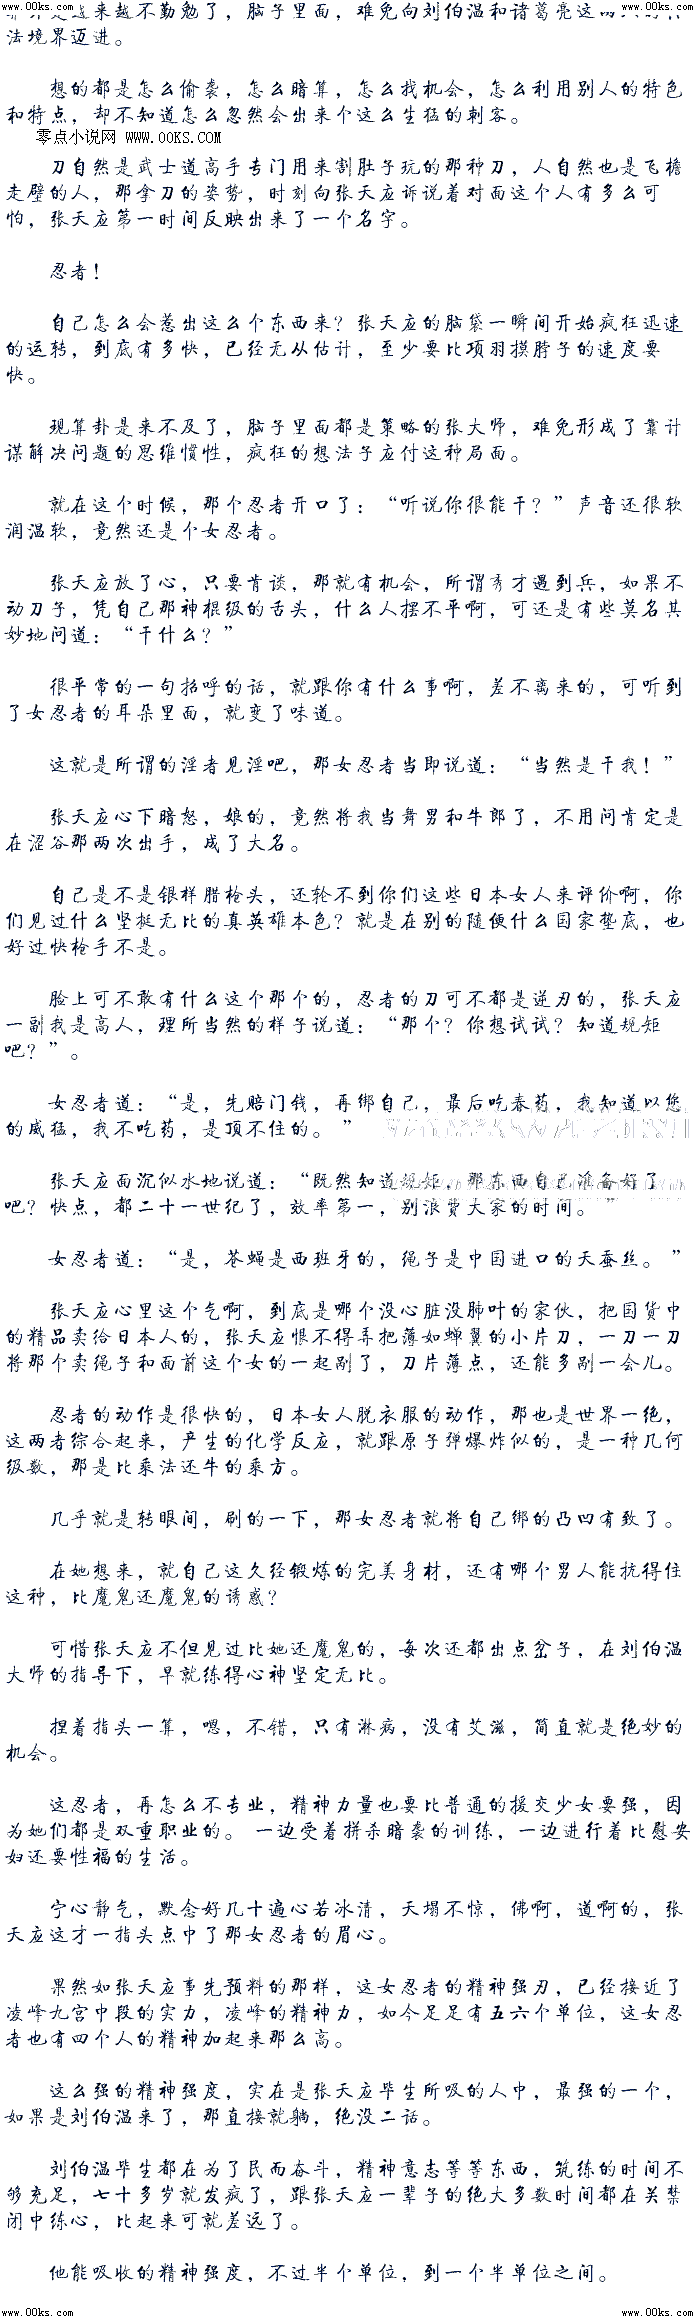 www.00ks.com www.00ks.com
来越不勤勉了，脑子里面，难免向刘伯温和诸葛亮这
法境界迈进。
想的都是怎么偷袭，怎么暗算，怎么找机会，怎么利用别人的特色
和特点，却不知道怎么忽然会出来个这么生猛的刺客。
零点小说网 www.00KS.com
刀自然是武士道高手专门用来割肚子玩的那种刀，人自然也是飞檐
走壁的人，那拿刀的姿势，时刻向张天应诉说着对面这个人有多么可
怕，张天应第一时间反映出来了一个名字。
忍者！
自己怎么会惹出这么个东西来？张天应的脑袋一瞬间开始疯狂迅速
的运转，到底有多快，已经无从估计，至少要比项羽摸脖子的速度要
快。
现算卦是来不及了，脑子里面都是策略的张大师，难免形成了靠计
谋解决问题的思维惯性，疯狂的想法子应付这种局面。
就在这个时候，那个忍者开口了：“听说你很能干？”声音还很软
润温软，竟然还是个女忍者。
张天应放了心，只要肯谈，那就有机会，所谓秀才遇到兵，如果不
动刀子，凭自己那神棍级的舌头，什么人摆不平啊，可还是有些莫名其
妙地问道：“干什么？”
很平常的一句招呼的话，就跟你有什么事啊，差不离来的，可听到
了女忍者的耳朵里面，就变了味道。
这就是所谓的淫者见淫吧，那女忍者当即说道：“当然是干我！”
张天应心下暗怒，娘的，竟然将我当舞男和牛郎了，不用问肯定是
在涩谷那两次出手，成了大名。
自己是不是银样腊枪头，还轮不到你们这些日本女人来评价啊，你
们见过什么坚挺无比的真英雄本色？就是在别的随便什么国家垫底，也
好过快枪手不是。
脸上可不敢有什么这个那个的，忍者的刀可不都是逆刃的，张天应
一副我是高人，理所当然的样子说道：“那个？你想试试？知道规矩
吧？”。
女忍者道：“是，先赔门钱，再绑自己，最后吃春药，我知道以您
的威猛，我不吃药，是顶不住的。”
张天应面沉似水地说道：“既然知道规矩，那东西自己准备好了
吧？快点，都二十一世纪了，效率第一，别浪费大家的时间。”
女忍者道：“是，苍蝇是西班牙的，绳子是中国进口的天蚕丝。”
张天应心里这个气啊，到底是哪个没心脏没肺叶的家伙，把国货中
的精品卖给日本人的，张天应恨不得弄把薄如蝉翼的小片刀，一刀一刀
将那个卖绳子和面前这个女的一起剐了，刀片薄点，还能多剐一会儿。
忍者的动作是很快的，日本女人脱衣服的动作，那也是世界一绝，
这两者综合起来，产生的化学反应，就跟原子弹爆炸似的，是一种几何
级数，那是比乘法还牛的乘方。
几乎就是转眼间，刷的一下，那女忍者就将自己绑的凸凹有致了。
在她想来，就自己这久经锻炼的完美身材，还有哪个男人能抗得住
这种，比魔鬼还魔鬼的诱惑？
可惜张天应不但见过比她还魔鬼的，每次还都出点岔子，在刘伯温
大师的指导下，早就练得心神坚定无比。
捏着指头一算，嗯，不错，只有淋病，没有艾滋，简直就是绝妙的
机会。
这忍者，再怎么不专业，精神力量也要比普通的援交少女要强，因
为她们都是双重职业的。 一边受着拼杀暗袭的训练，一边进行着比慰安
妇还要性福的生活。
宁心静气，默念好几十遍心若冰清，天塌不惊，佛啊，道啊的，张
天应这才一指头点中了那女忍者的眉心。
果然如张天应事先预料的那样，这女忍者的精神强刃，已经接近了
凌峰九宫中段的实力，凌峰的精神力，如今足足有五六个单位，这女忍
者也有四个人的精神加起来那么高。
这么强的精神强度，实在是张天应毕生所吸的人中，最强的一个，
如果是刘伯温来了，那直接就躺，绝没二话。
刘伯温毕生都在为了民而奋斗，精神意志等等东西，筑练的时间不
够充足，七十多岁就发疯了，跟张天应一辈子的绝大多数时间都在关禁
闭中练心，比起来可就差远了。
他能吸收的精神强度，不过半个单位，到一个半单位之间。
www.00ks.com www.00ks.com